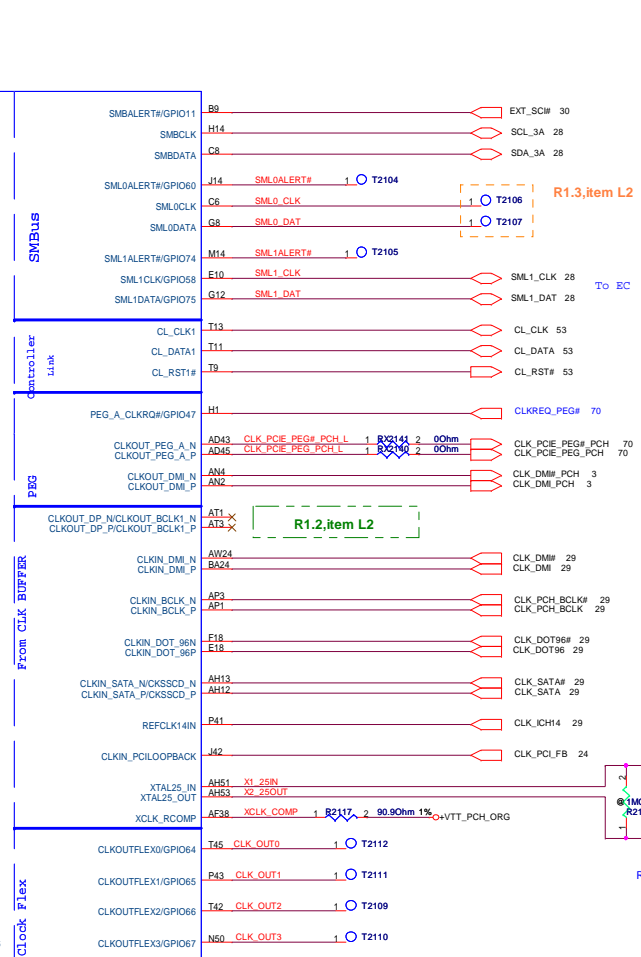 SMBus
SMBALERT#/GPIO11 B9 EXT_SCI# 30
SMBCLK H14 SCL_3A 28
SMBDATA C8 SDA_3A 28
SML0ALERT#/GPIO60 J14 SML0ALERT# 1 T2104
R1.3,item L2
SML0CLK C6 SML0_CLK 1 T2106
SML0DATA G8 SML0_DAT 1 T2107
SML1ALERT#/GPIO74 M14 SML1ALERT# 1 T2105
SML1CLK/GPIO58 E10 SML1_CLK SML1_CLK 28
To EC
SML1DATA/GPIO75 G12 SML1_DAT SML1_DAT 28
Controller
Link
CL_CLK1 T13 CL_CLK 53
CL_DATA1 T11 CL_DATA 53
CL_RST1# T9 CL_RST# 53
PEG
PEG_A_CLKRQ#/GPIO47 H1 CLKREQ_PEG# 70
CLKOUT_PEG_A_N AD43 CLK_PCIE_PEG#_PCH_L 1 RX2141 2 0Ohm CLK_PCIE_PEG#_PCH 70
CLKOUT_PEG_A_P AD45 CLK_PCIE_PEG_PCH_L 1 RX2140 2 0Ohm CLK_PCIE_PEG_PCH 70
CLKOUT_DMI_N AN4 CLK_DMI#_PCH 3
CLKOUT_DMI_P AN2 CLK_DMI_PCH 3
From CLK BUFFER
CLKOUT_DP_N/CLKOUT_BCLK1_N AT1
CLKOUT_DP_P/CLKOUT_BCLK1_P AT3
R1.2,item L2
CLKIN_DMI_N AW24 CLK_DMI# 29
CLKIN_DMI_P BA24 CLK_DMI 29
CLKIN_BCLK_N AP3 CLK_PCH_BCLK# 29
CLKIN_BCLK_P AP1 CLK_PCH_BCLK 29
CLKIN_DOT_96N F18 CLK_DOT96# 29
CLKIN_DOT_96P E18 CLK_DOT96 29
CLKIN_SATA_N/CKSSCD_N AH13 CLK_SATA# 29
CLKIN_SATA_P/CKSSCD_P AH12 CLK_SATA 29
REFCLK14IN P41 CLK_ICH14 29
CLKIN_PCILOOPBACK J42 CLK_PCI_FB 24
XTAL25_IN AH51 X1_25IN
XTAL25_OUT AH53 X2_25OUT
2
@ 1MO
R21
1
XCLK_RCOMP AF38 XCLK_COMP 1 R2117 2 90.9Ohm 1% +VTT_PCH_ORG
Clock Flex
CLKOUTFLEX0/GPIO64 T45 CLK_OUT0 1 T2112
CLKOUTFLEX1/GPIO65 P43 CLK_OUT1 1 T2111
R
CLKOUTFLEX2/GPIO66 T42 CLK_OUT2 1 T2109
CLKOUTFLEX3/GPIO67 N50 CLK_OUT3 1 T2110